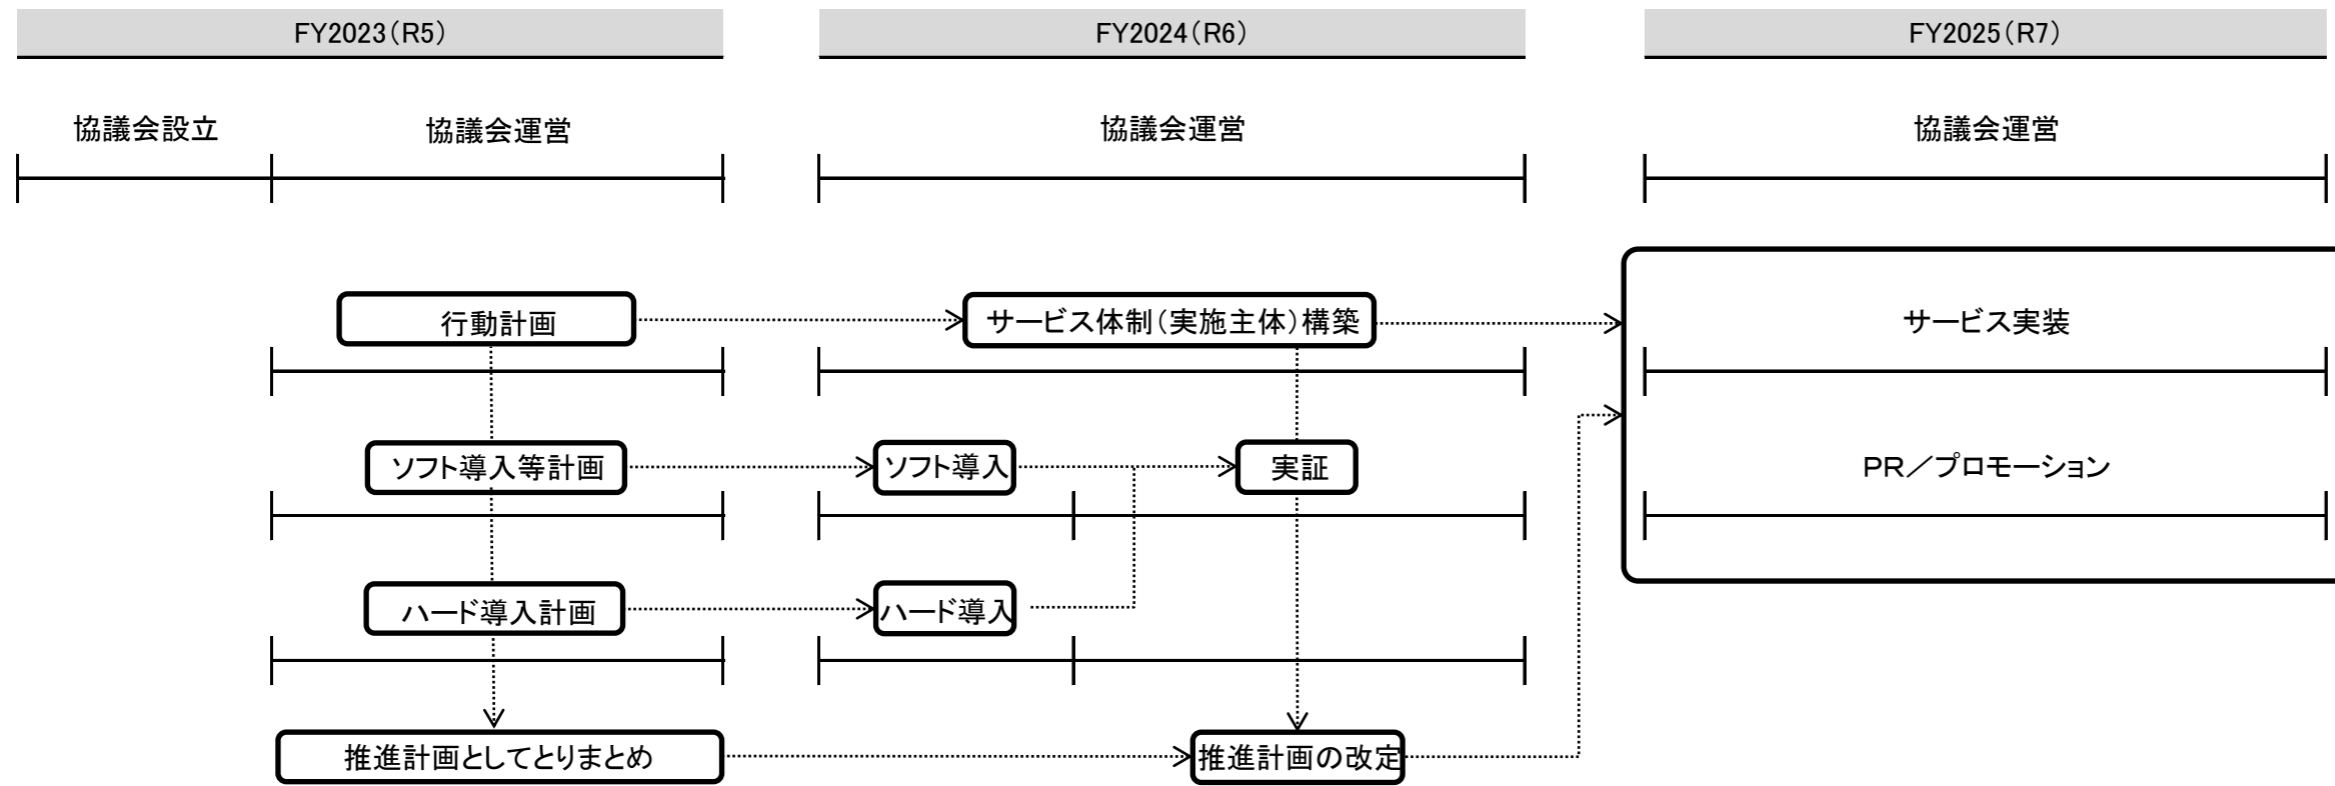 FY2023（R5）
FY2024（R6）
FY2025（R7）
協議会設立
協議会運営
協議会運営
協議会運営
行動計画
サービス体制（実施主体）構築
サービス実装
ソフト導入等計画
ソフト導入
実証
ＰＲ／プロモーション
ハード導入計画
ハード導入
推進計画としてとりまとめ
推進計画の改定